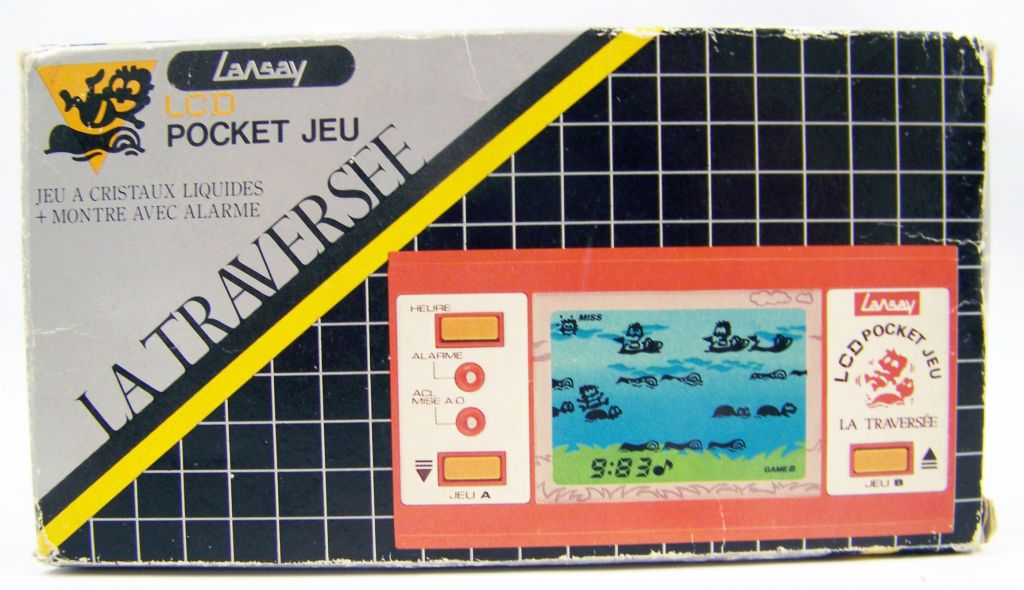 Lansay
LCD
POCKET JEU
JEU A CRISTAUX LIQUIDES
+ MONTRE AVEC ALARME
LA TRAVERSÉE
HEURE
ALARME
ACL
MISE A:O
JEU A
MISS
9:83
GAME B
Lansay
LCD POCKET JEU
LA TRAVERSÉE
JEU B